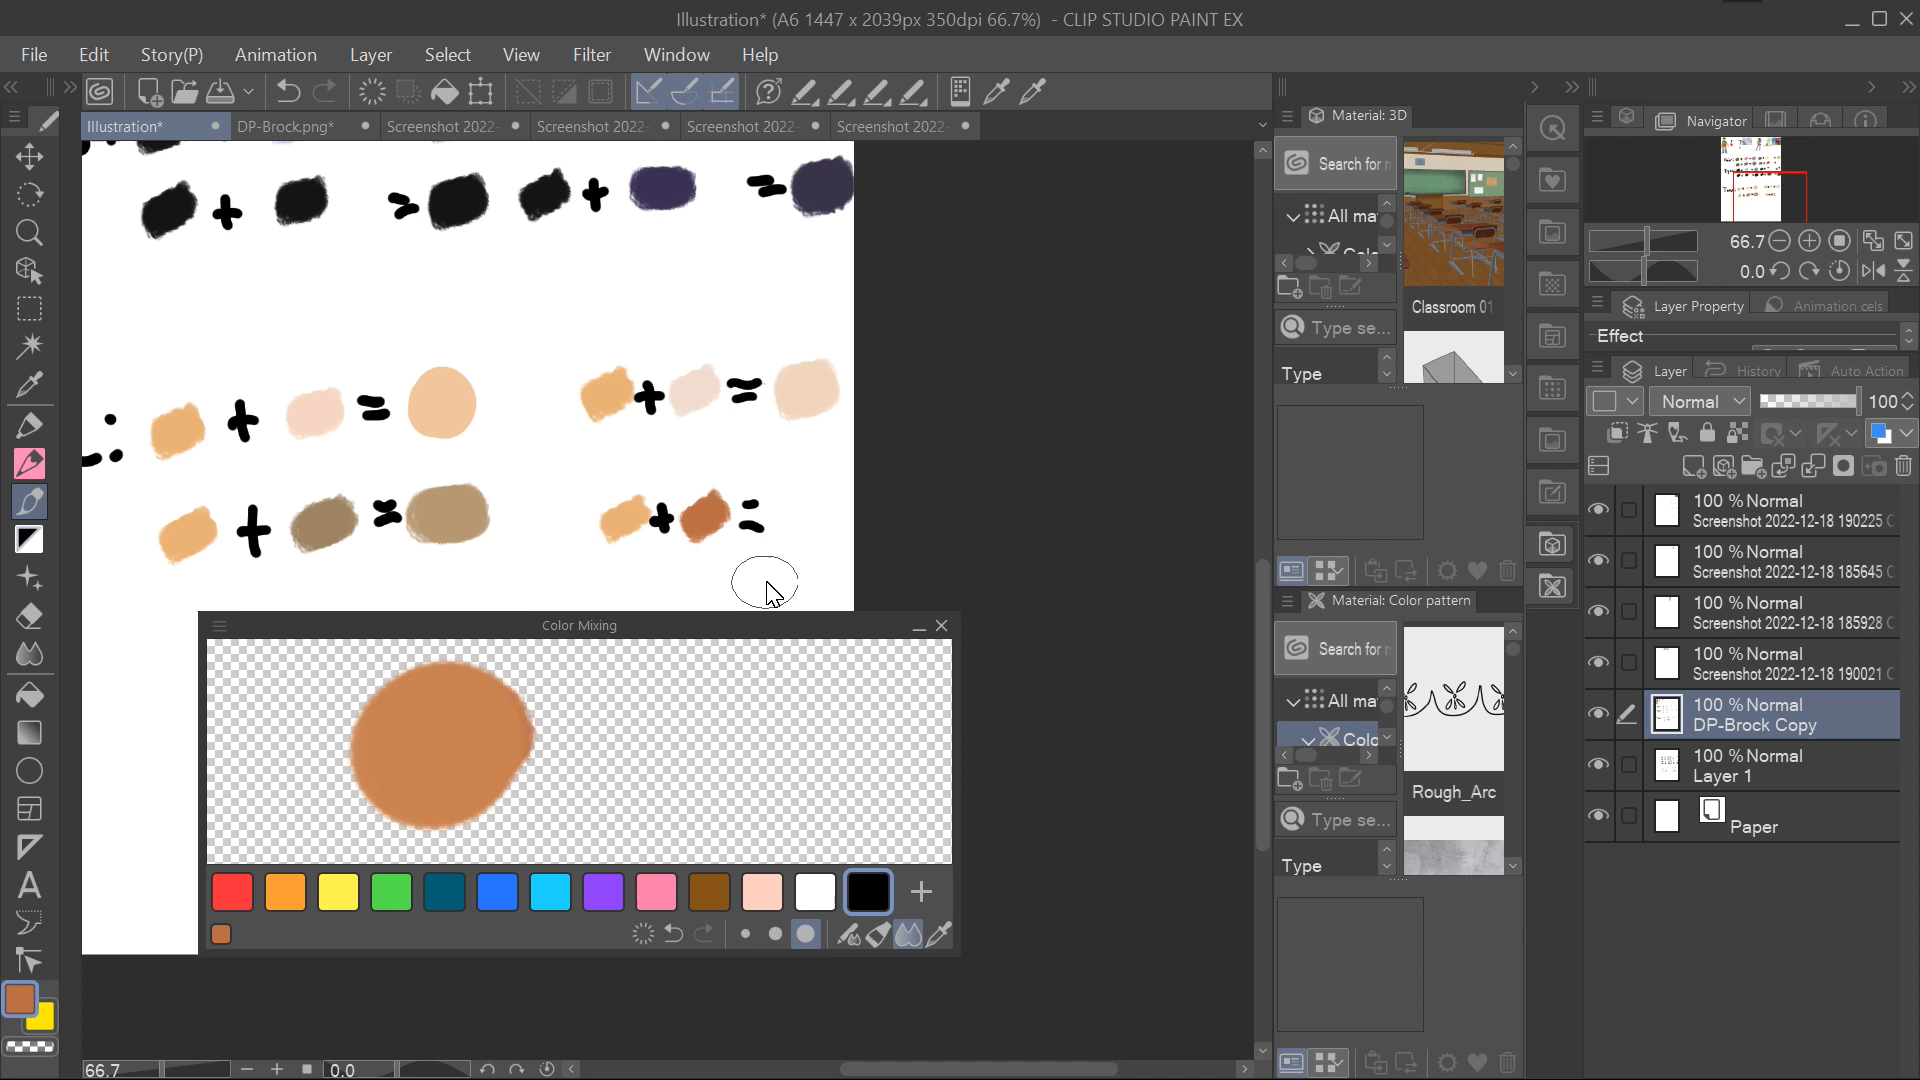 Illustration* (A6 1447 x 2039px 350dpi 66.7%) - CLIP STUDIO PAINT EX
File Edit Story(P) Animation Layer Select View Filter Window Help
Illustration* DP-Brock.png* Screenshot 2022- Screenshot 2022- Screenshot 2022- Screenshot 2022-
Material: 3D
Search for
All ma
Classroom 01
Type se...
Type
Navigator
66.7
0.0
Layer Property Animation cels
Effect
Layer History Auto Action
Normal 100
100 % Normal
Screenshot 2022-12-18 190225 C
100 % Normal
Screenshot 2022-12-18 185645 C
100 % Normal
Screenshot 2022-12-18 185928 C
100 % Normal
Screenshot 2022-12-18 190021 C
100 % Normal
DP-Brock Copy
100 % Normal
Layer 1
Paper
+ > + =
: + = + =
+ = + =
Color Mixing
Material: Color pattern
Search for
All ma
Colo
Rough_Arc
Type se...
Type
66.7 0.0